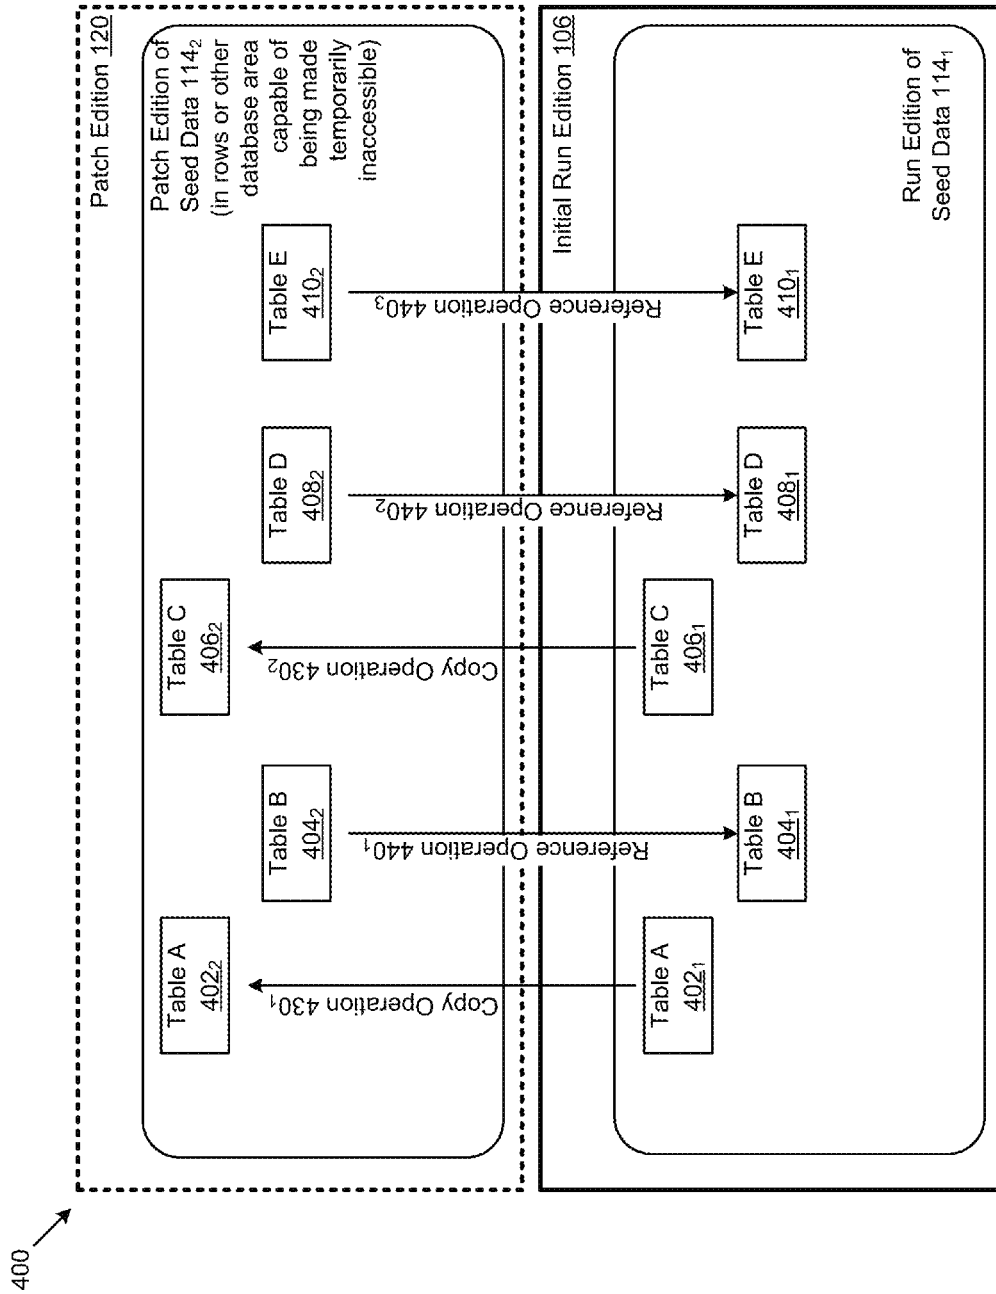 400
Patch Edition 120
Patch Edition of
Seed Data 114₂
(in rows or other
database area
capable of
being made
temporarily
inaccessible)
Table A
402₂
Table B
404₂
Table C
406₂
Table D
408₂
Table E
410₂
Copy Operation 430₁
Reference Operation 440₁
Copy Operation 430₂
Reference Operation 440₂
Reference Operation 440₃
Initial Run Edition 106
Table A
402₁
Table B
404₁
Table C
406₁
Table D
408₁
Table E
410₁
Run Edition of
Seed Data 114₁